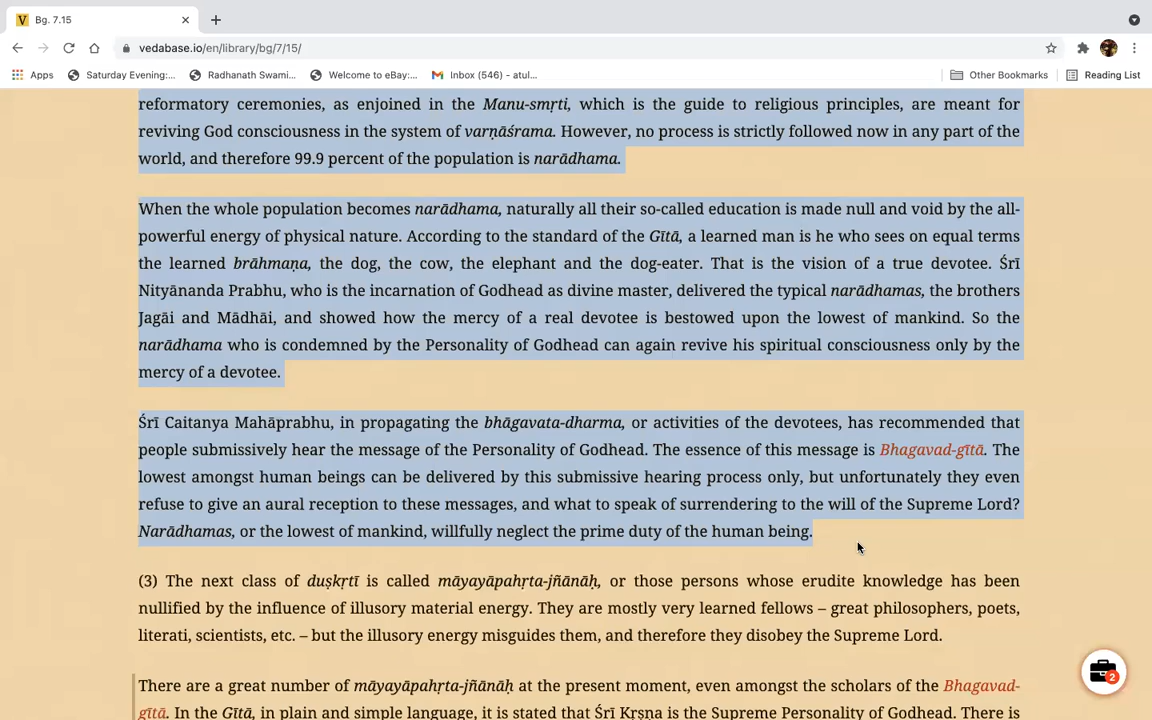 V Bg. 7.15
vedabase.io/en/library/bg/7/15/
Apps Saturday Evening:... Radhanath Swami... Welcome to eBay:... Inbox (546) – atul... Other Bookmarks Reading List
reformatory ceremonies, as enjoined in the Manu-smṛti, which is the guide to religious principles, are meant for
reviving God consciousness in the system of varṇāśrama. However, no process is strictly followed now in any part of the
world, and therefore 99.9 percent of the population is narādhama.
When the whole population becomes narādhama, naturally all their so-called education is made null and void by the all-
powerful energy of physical nature. According to the standard of the Gītā, a learned man is he who sees on equal terms
the learned brāhmaṇa, the dog, the cow, the elephant and the dog-eater. That is the vision of a true devotee. Śrī
Nityānanda Prabhu, who is the incarnation of Godhead as divine master, delivered the typical narādhamas, the brothers
Jagāi and Mādhāi, and showed how the mercy of a real devotee is bestowed upon the lowest of mankind. So the
narādhama who is condemned by the Personality of Godhead can again revive his spiritual consciousness only by the
mercy of a devotee.
Śrī Caitanya Mahāprabhu, in propagating the bhāgavata-dharma, or activities of the devotees, has recommended that
people submissively hear the message of the Personality of Godhead. The essence of this message is Bhagavad-gītā. The
lowest amongst human beings can be delivered by this submissive hearing process only, but unfortunately they even
refuse to give an aural reception to these messages, and what to speak of surrendering to the will of the Supreme Lord?
Narādhamas, or the lowest of mankind, willfully neglect the prime duty of the human being.
(3) The next class of duṣkṛtī is called māyayāpahṛta-jñānāḥ, or those persons whose erudite knowledge has been
nullified by the influence of illusory material energy. They are mostly very learned fellows – great philosophers, poets,
literati, scientists, etc. – but the illusory energy misguides them, and therefore they disobey the Supreme Lord.
2
There are a great number of māyayāpahṛta-jñānāḥ at the present moment, even amongst the scholars of the Bhagavad-
gītā. In the Gītā, in plain and simple language, it is stated that Śrī Kṛṣṇa is the Supreme Personality of Godhead. There is